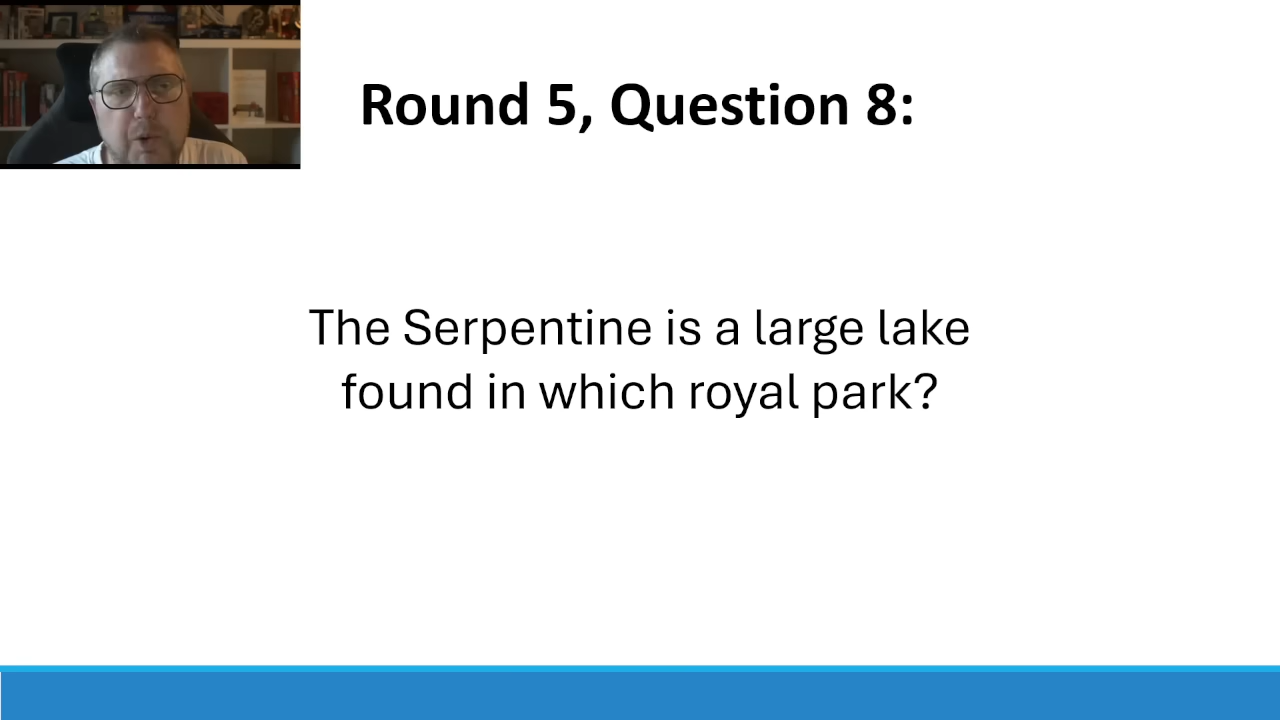 Round 5, Question 8:
The Serpentine is a large lake
found in which royal park?